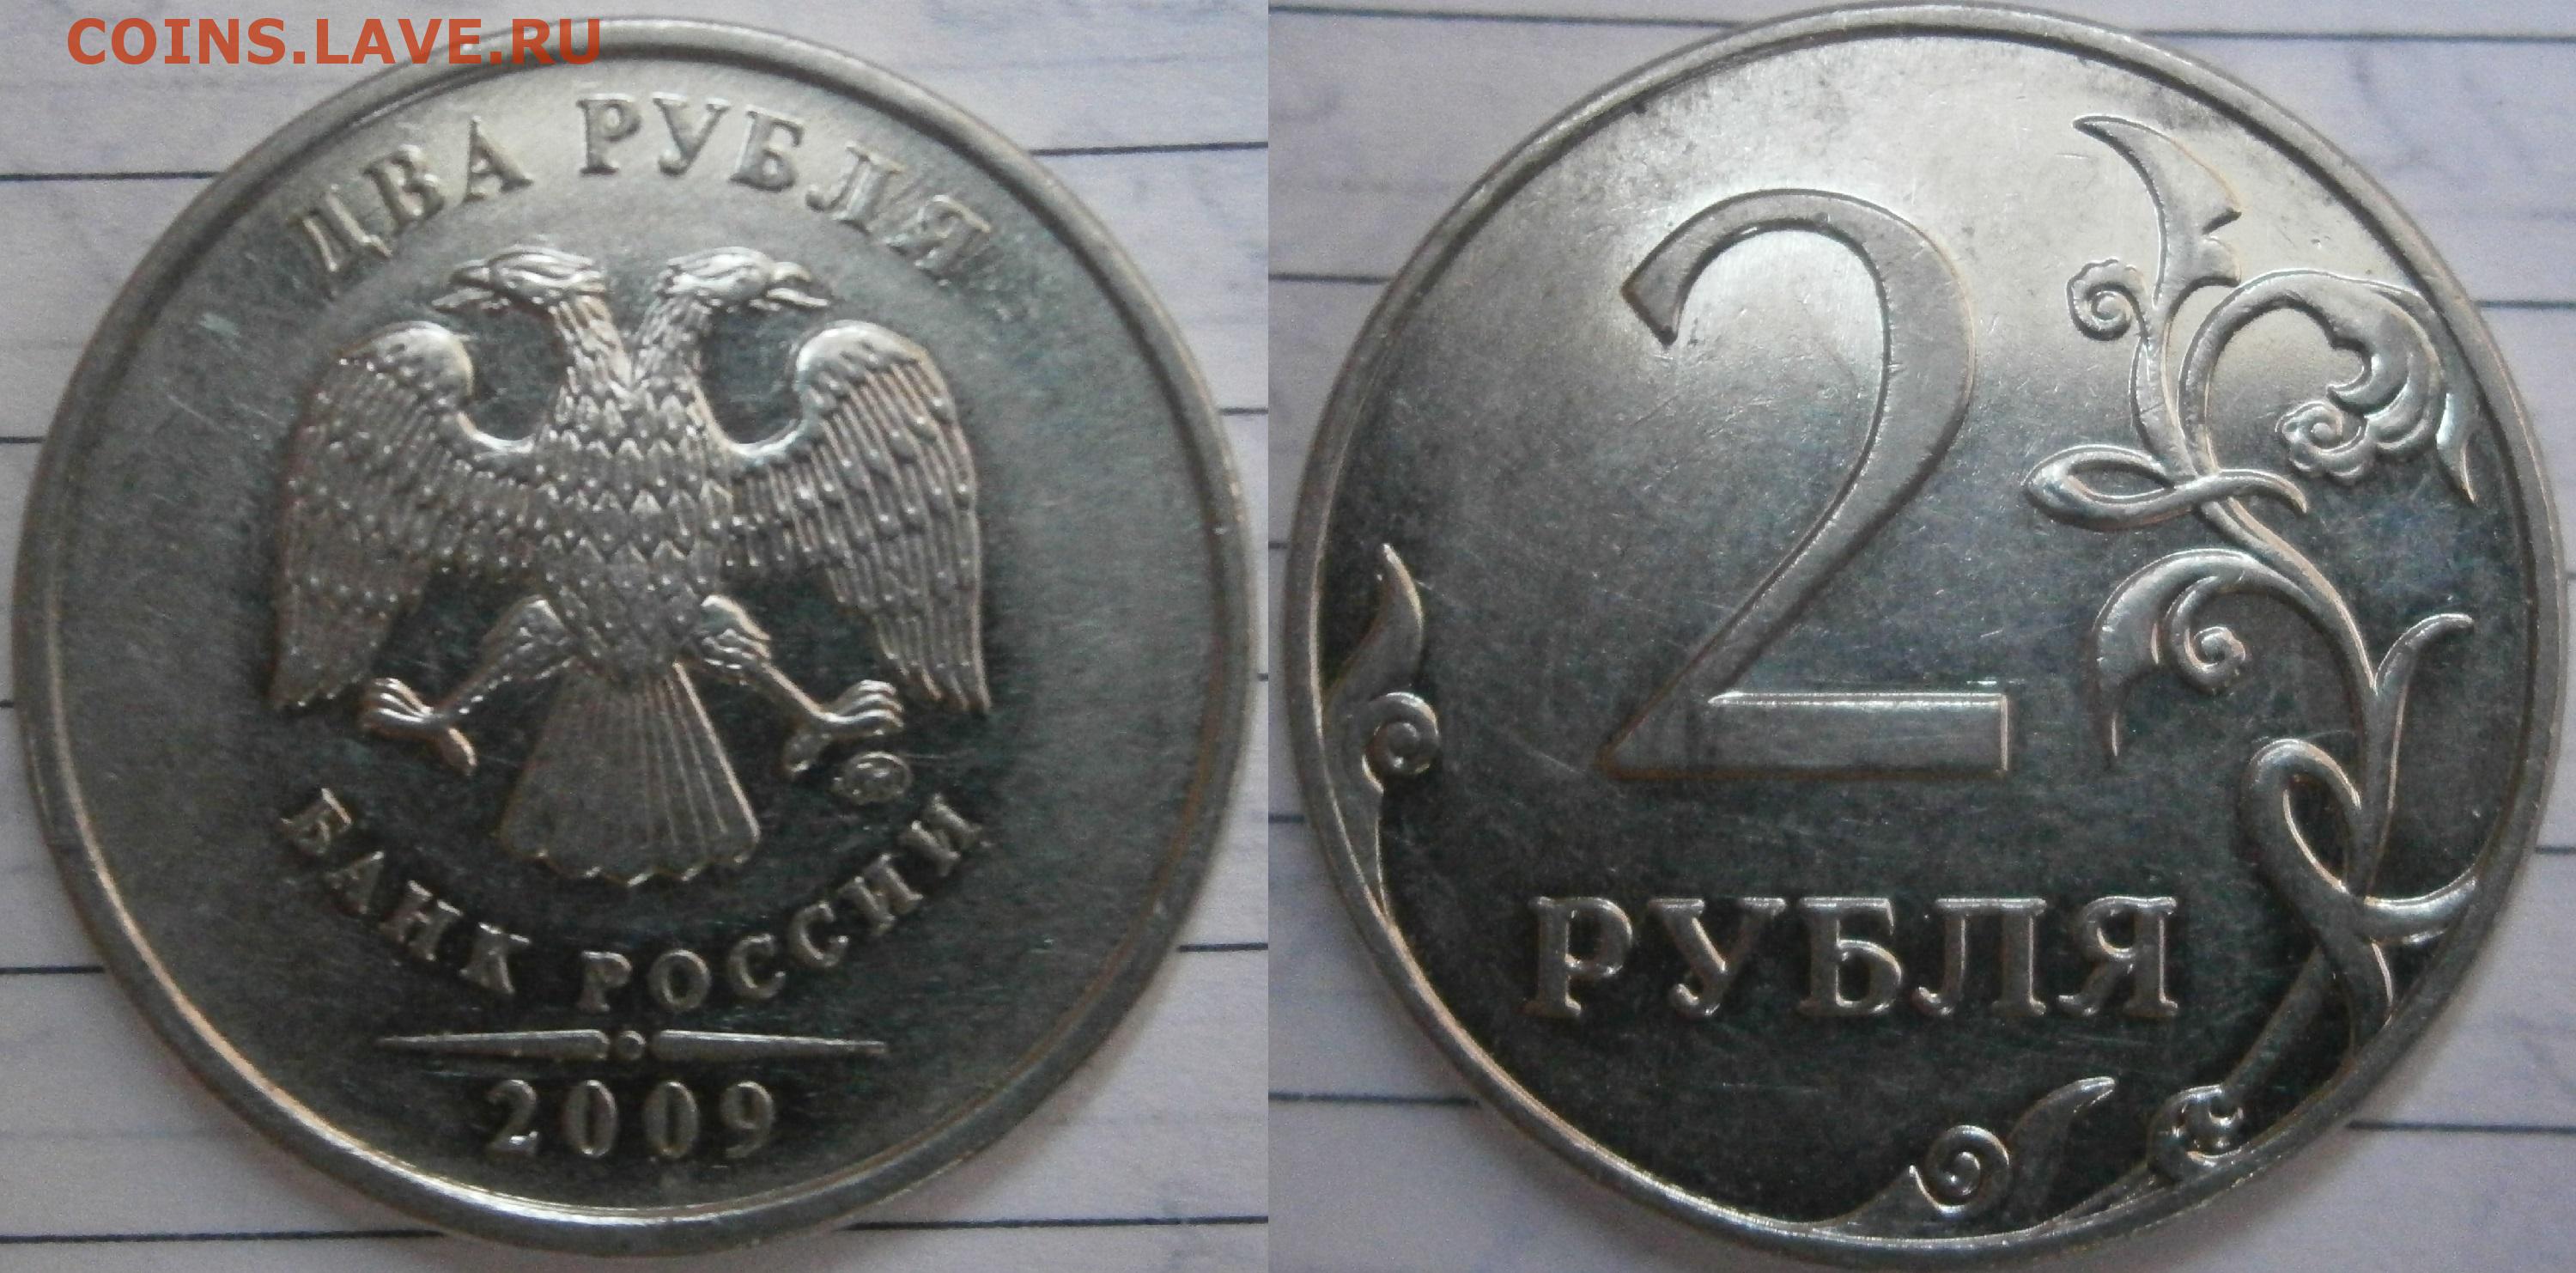 COINS.LAVE.RU
ДВА РУБЛЯ
БАНК РОССИИ
2009
2
РУБЛЯ